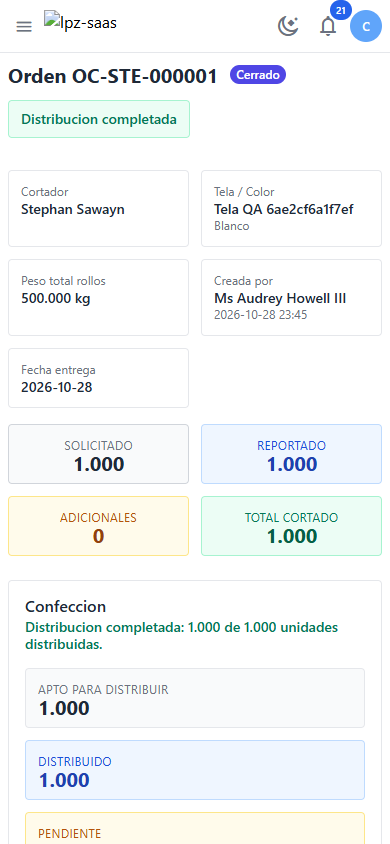 lpz-saas
21
C
Orden OC-STE-000001
Cerrado
Distribucion completada
Cortador
Stephan Sawayn
Tela / Color
Tela QA 6ae2cf6a1f7ef
Blanco
Peso total rollos
500.000 kg
Creada por
Ms Audrey Howell III
2026-10-28 23:45
Fecha entrega
2026-10-28
SOLICITADO
1.000
REPORTADO
1.000
ADICIONALES
0
TOTAL CORTADO
1.000
Confeccion
Distribucion completada: 1.000 de 1.000 unidades
distribuidas.
APTO PARA DISTRIBUIR
1.000
DISTRIBUIDO
1.000
PENDIENTE